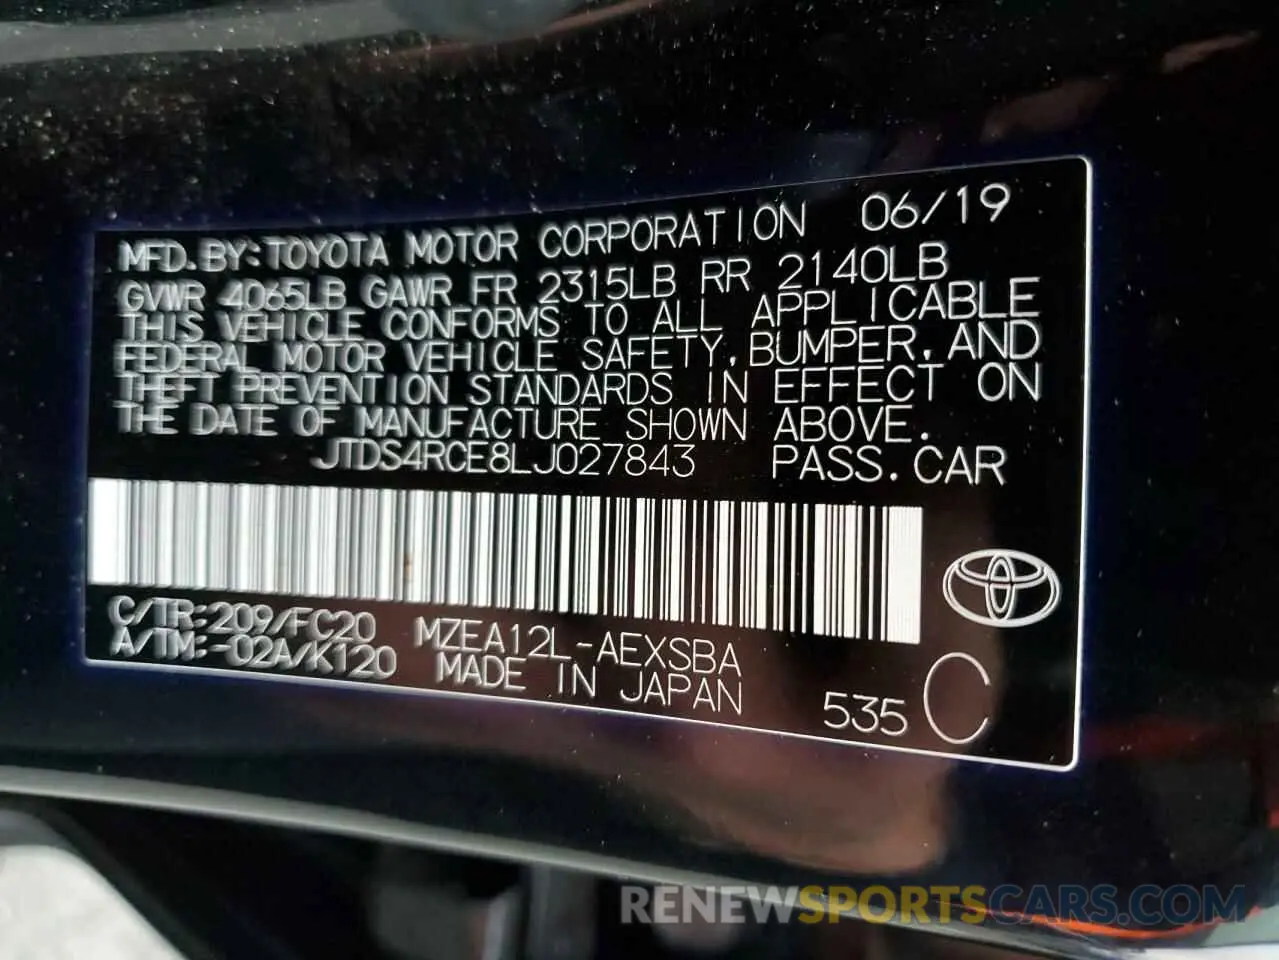 MFD. BY: TOYOTA MOTOR CORPORATION 06/19
GVWR 4065LB GAWR FR 2315LB RR 2140LB
THIS VEHICLE CONFORMS TO ALL APPLICABLE
FEDERAL MOTOR VEHICLE SAFETY, BUMPER, AND
THEFT PREVENTION STANDARDS IN EFFECT ON
THE DATE OF MANUFACTURE SHOWN ABOVE.
JTDS4RCE8LJ027843 PASS. CAR
C/TR: 209/FC20 MZEA12L-AEXSBA
A/TM: -02A/K120 MADE IN JAPAN 535 C
RENEWSPORTSCARS.COM